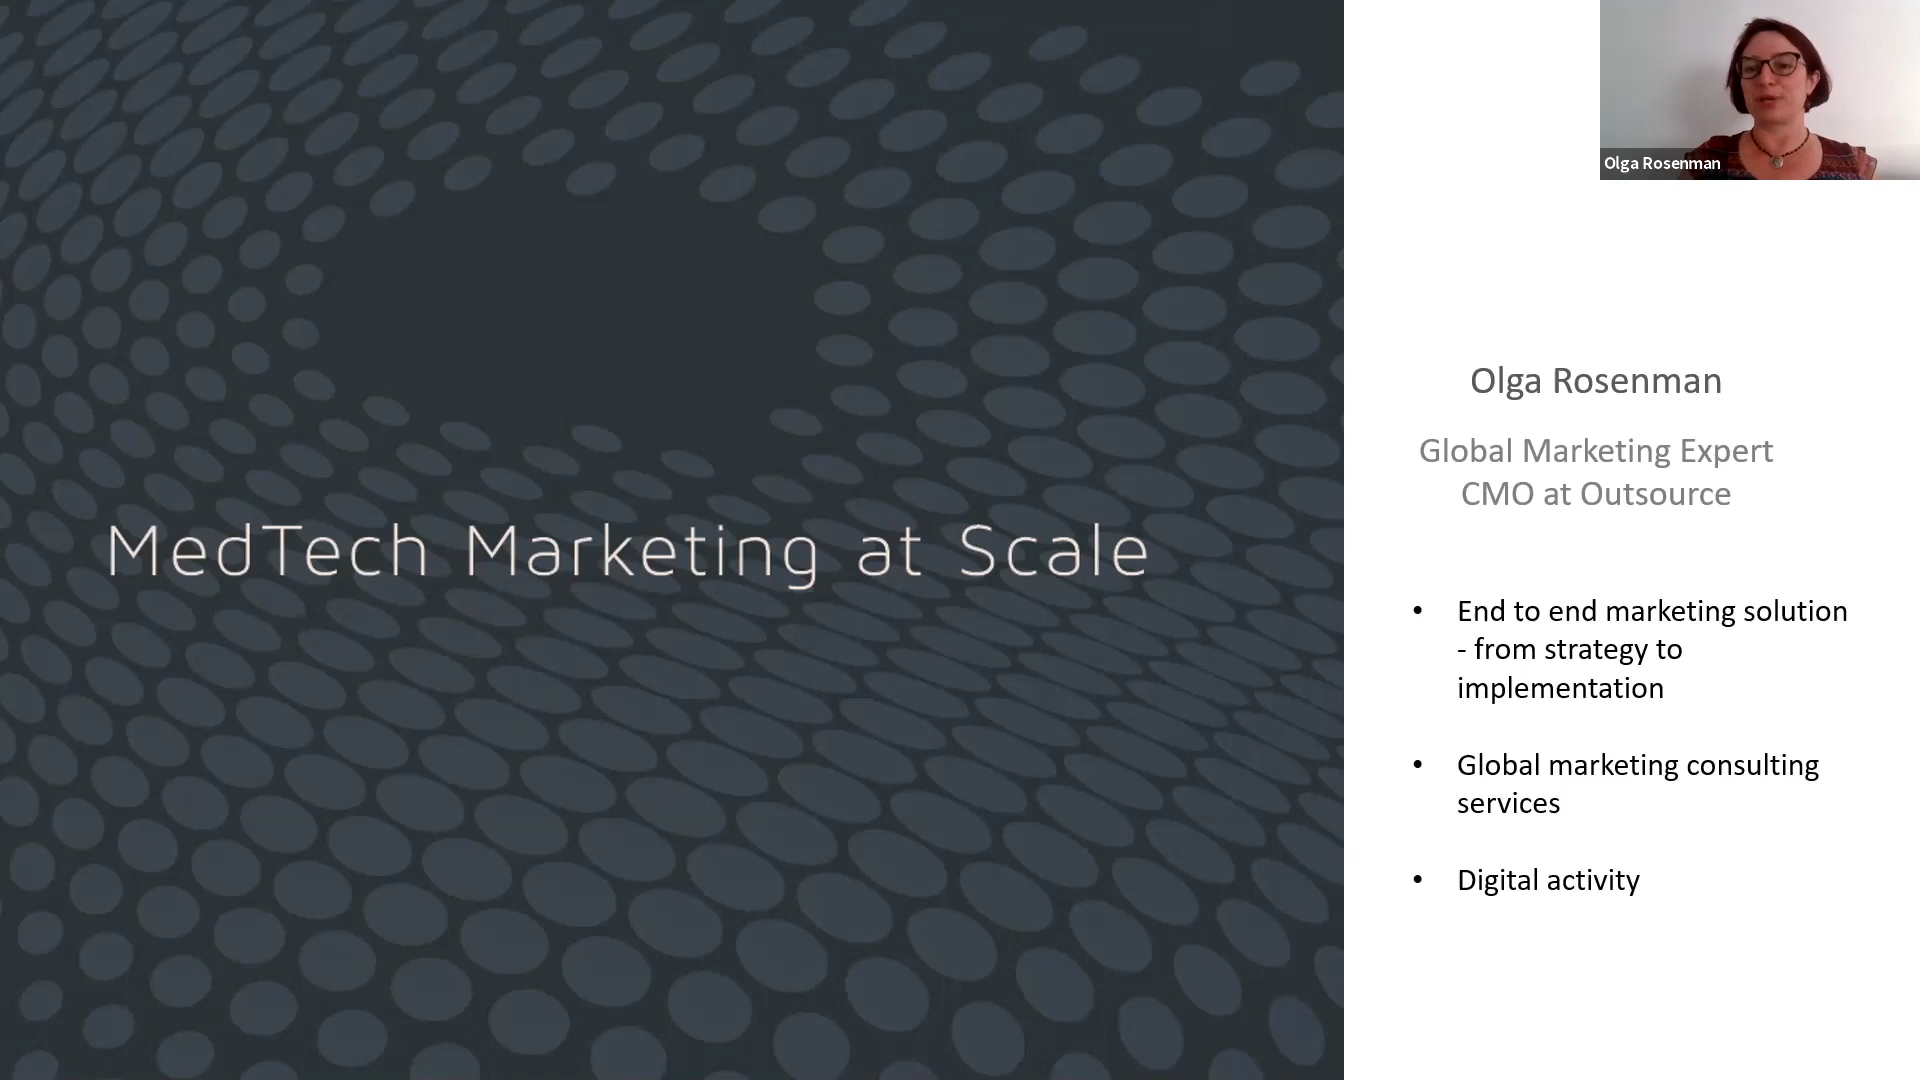 Olga Rosenman
MedTech Marketing at Scale
Olga Rosenman
Global Marketing Expert
CMO at Outsource
• End to end marketing solution
- from strategy to
implementation
• Global marketing consulting
services
• Digital activity